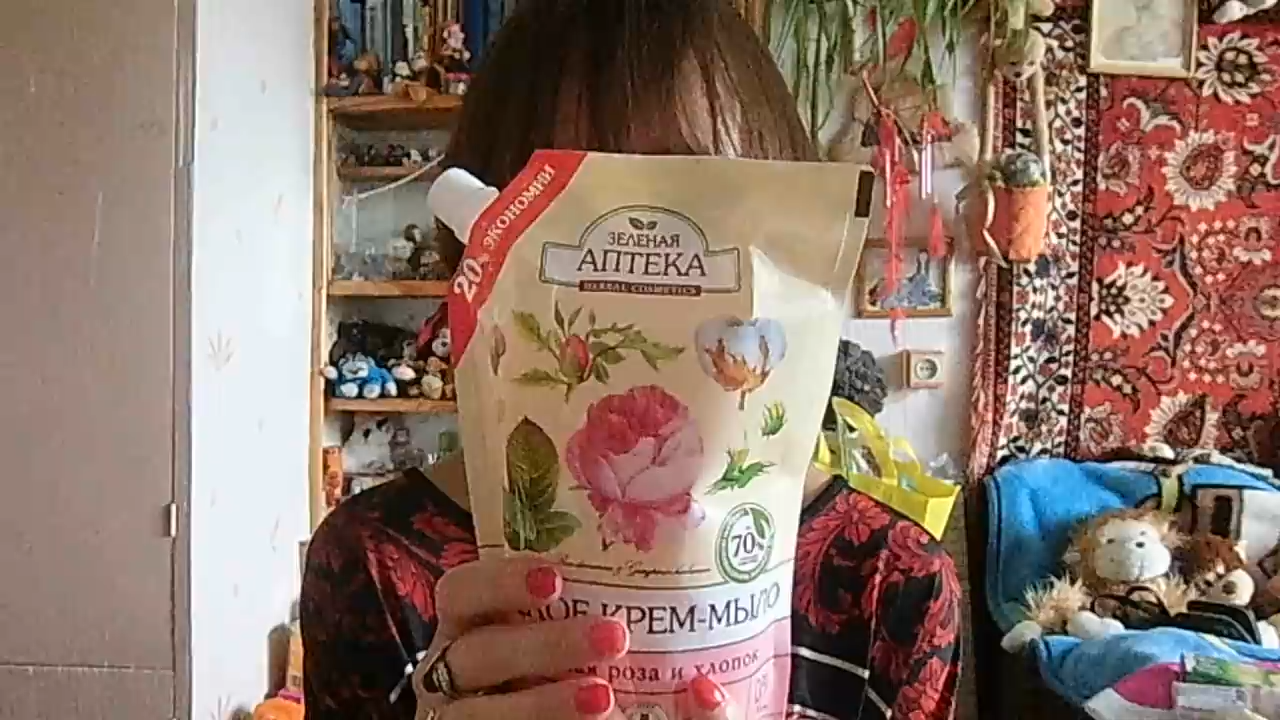 20% ЭКОНОМИИ
ЗЕЛЕНАЯ
АПТЕКА
HERBAL COSMETICS
70%
КРЕМ-МЫЛО
роза и хлопок